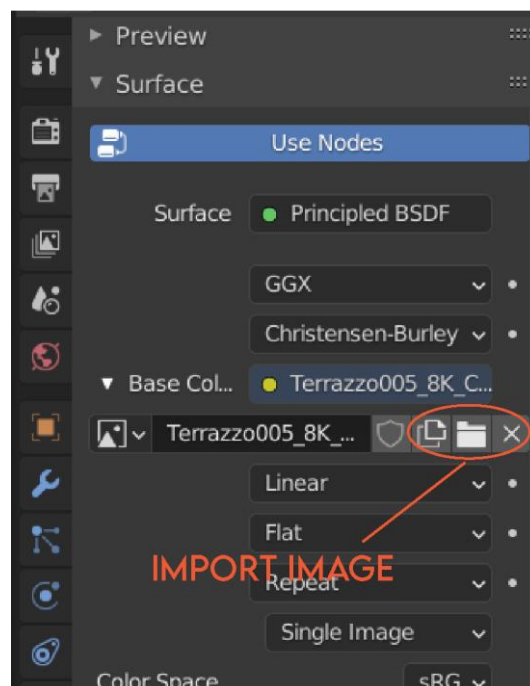 Preview
Surface
Use Nodes
Surface
Principled BSDF
GGX
Christensen-Burley
Base Col...
Terrazzo005_8K_C...
Terrazzo005_8K_...
Linear
Flat
IMPORT IMAGE
Repeat
Single Image
Color Space
sRG